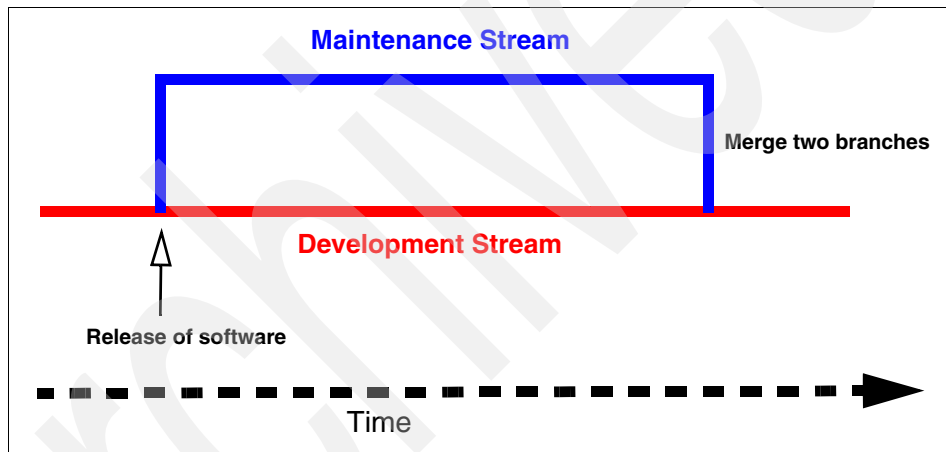 Maintenance Stream
Merge two branches
Development Stream
Release of software
Time